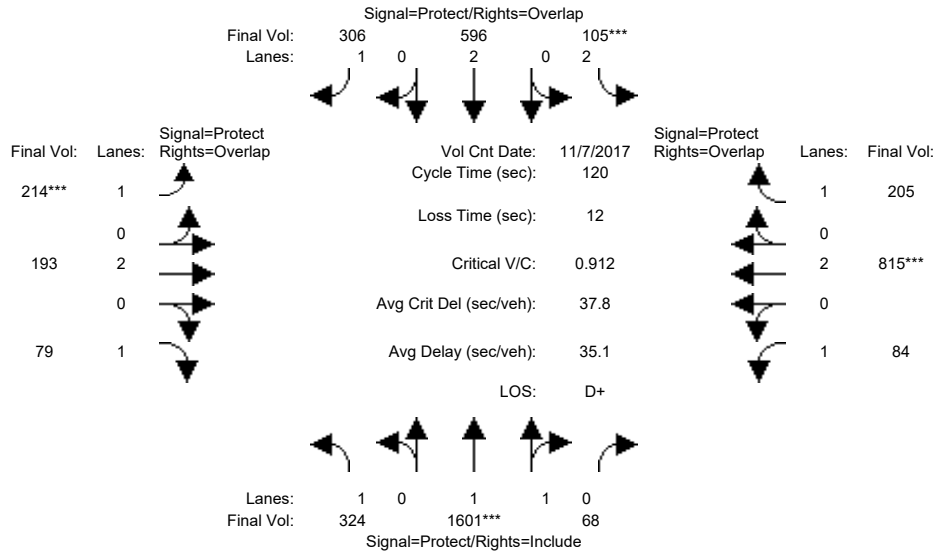 Signal=Protect/Rights=Overlap
Final Vol: 306 596 105***
Lanes: 1 0 2 0 2
Signal=Protect
Final Vol: Lanes: Rights=Overlap
Vol Cnt Date: 11/7/2017
Signal=Protect
Rights=Overlap Lanes: Final Vol:
Cycle Time (sec): 120
214*** 1
1 205
Loss Time (sec): 12
0
0
193 2
Critical V/C: 0.912
2 815***
0
Avg Crit Del (sec/veh): 37.8
0
79 1
Avg Delay (sec/veh): 35.1
1 84
LOS: D+
Lanes: 1 0 1 1 0
Final Vol: 324 1601*** 68
Signal=Protect/Rights=Include